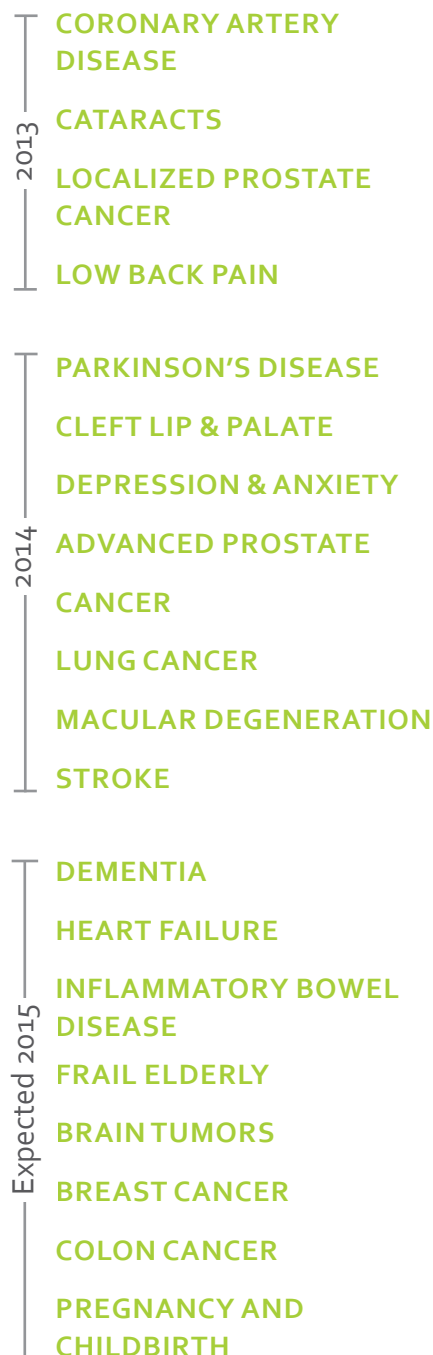 2013
CORONARY ARTERY
DISEASE
CATARACTS
LOCALIZED PROSTATE
CANCER
LOW BACK PAIN
2014
PARKINSON’S DISEASE
CLEFT LIP & PALATE
DEPRESSION & ANXIETY
ADVANCED PROSTATE
CANCER
LUNG CANCER
MACULAR DEGENERATION
STROKE
Expected 2015
DEMENTIA
HEART FAILURE
INFLAMMATORY BOWEL
DISEASE
FRAIL ELDERLY
BRAIN TUMORS
BREAST CANCER
COLON CANCER
PREGNANCY AND
CHILDBIRTH